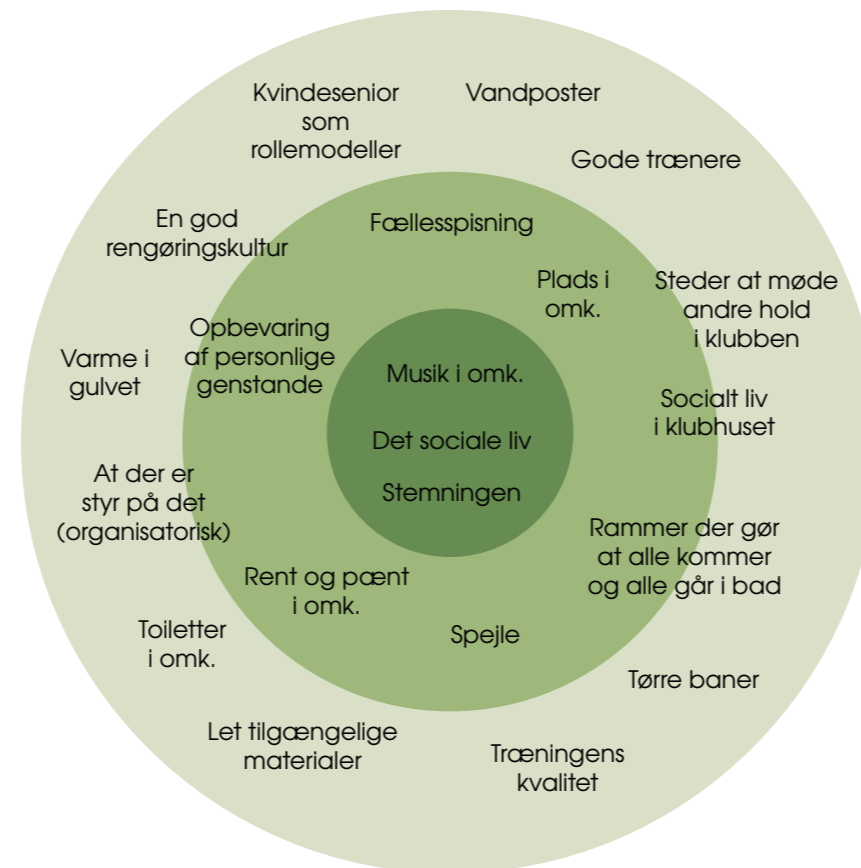 Kvindesenior
som
rollemodeller
Vandposter
Gode trænere
En god
rengøringskultur
Fællesspisning
Plads i
omk.
Steder at møde
andre hold
i klubben
Opbevaring
af personlige
genstande
Varme i
gulvet
Musik i omk.
Det sociale liv
Stemningen
Socialt liv
i klubhuset
At der er
styr på det
(organisatorisk)
Rammer der gør
at alle kommer
og alle går i bad
Rent og pænt
i omk.
Toiletter
i omk.
Spejle
Tørre baner
Let tilgængelige
materialer
Træningens
kvalitet